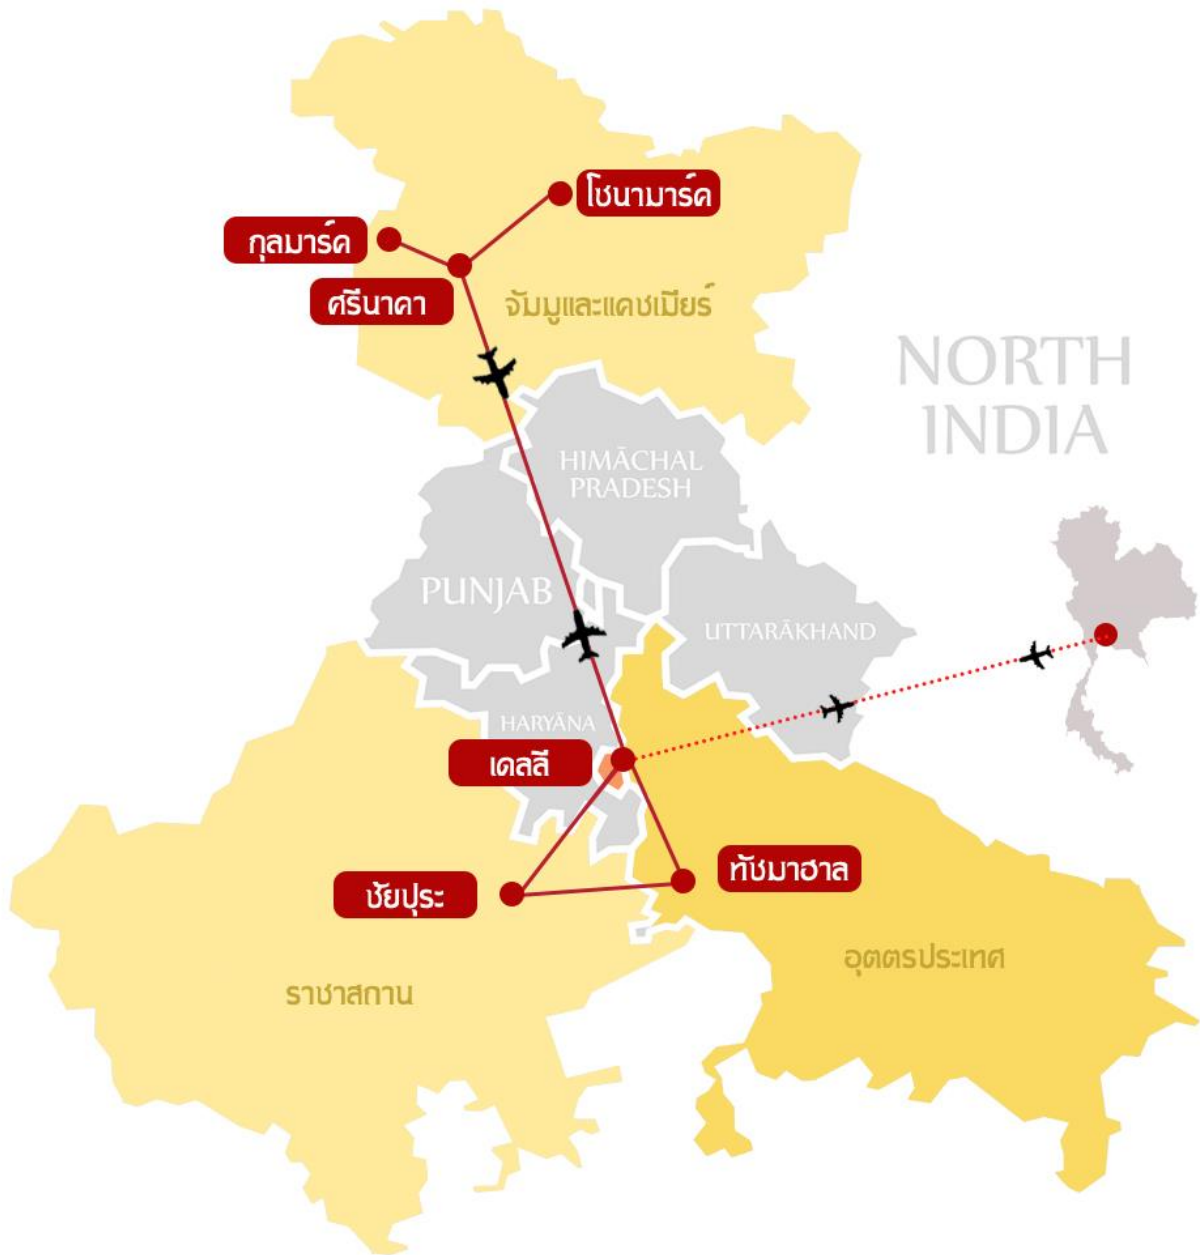 โซนามาร์ค
กุลมาร์ค
ศรีนาคา
จัมมูและแคชเมียร์
NORTH
INDIA
HIMĀCHAL
PRADESH
PUNJAB
UTTARĀKHAND
HARYĀNA
เดลลี
ทัชมาฮาล
ชัยปุระ
อุตตรประเทศ
ราชาสถาน